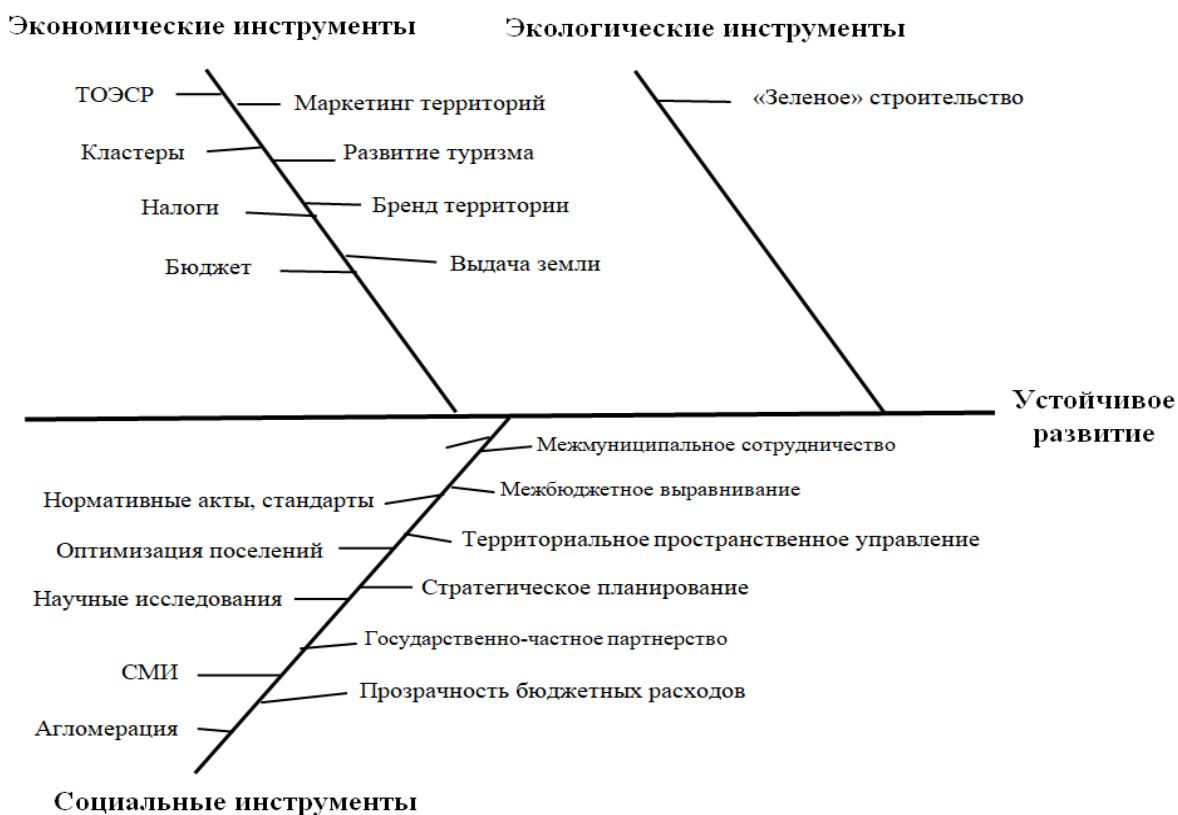 Экономические инструменты
Экологические инструменты
ТОЭСР
Маркетинг территорий
«Зеленое» строительство
Кластеры
Развитие туризма
Налоги
Бренд территории
Бюджет
Выдача земли
Устойчивое
развитие
Межмуниципальное сотрудничество
Нормативные акты, стандарты
Межбюджетное выравнивание
Оптимизация поселений
Территориальное пространственное управление
Научные исследования
Стратегическое планирование
Государственно-частное партнерство
СМИ
Прозрачность бюджетных расходов
Агломерация
Социальные инструменты